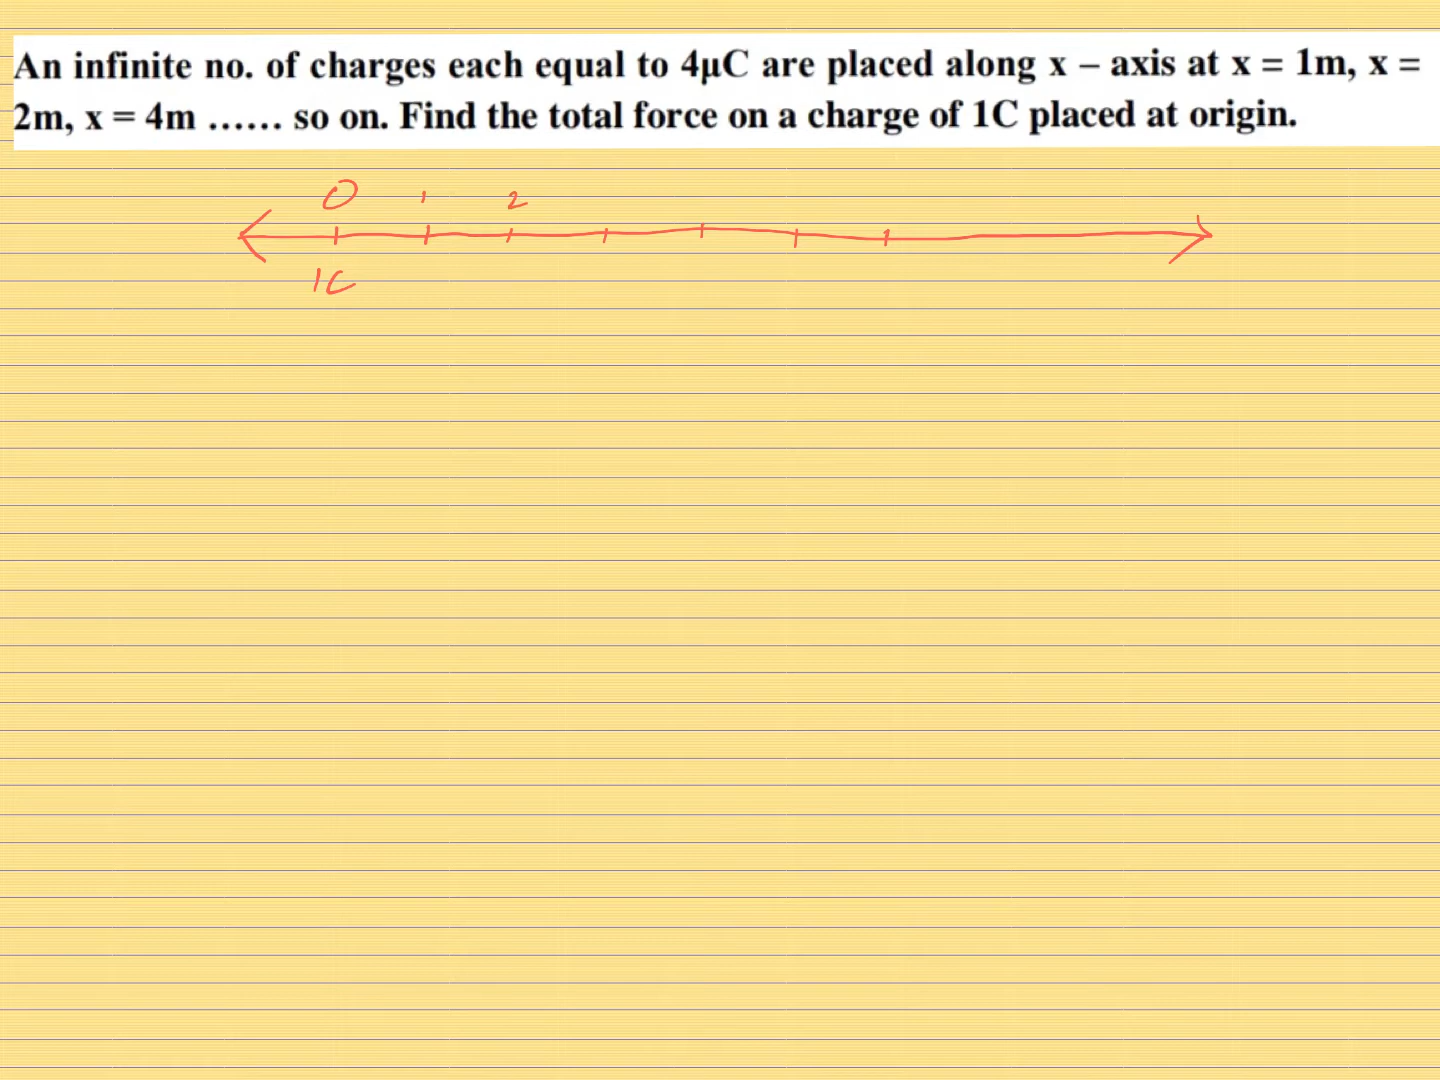 An infinite no. of charges each equal to 4μC are placed along x – axis at x = 1m, x =
2m, x = 4m …… so on. Find the total force on a charge of 1C placed at origin.
0 1 2
1C